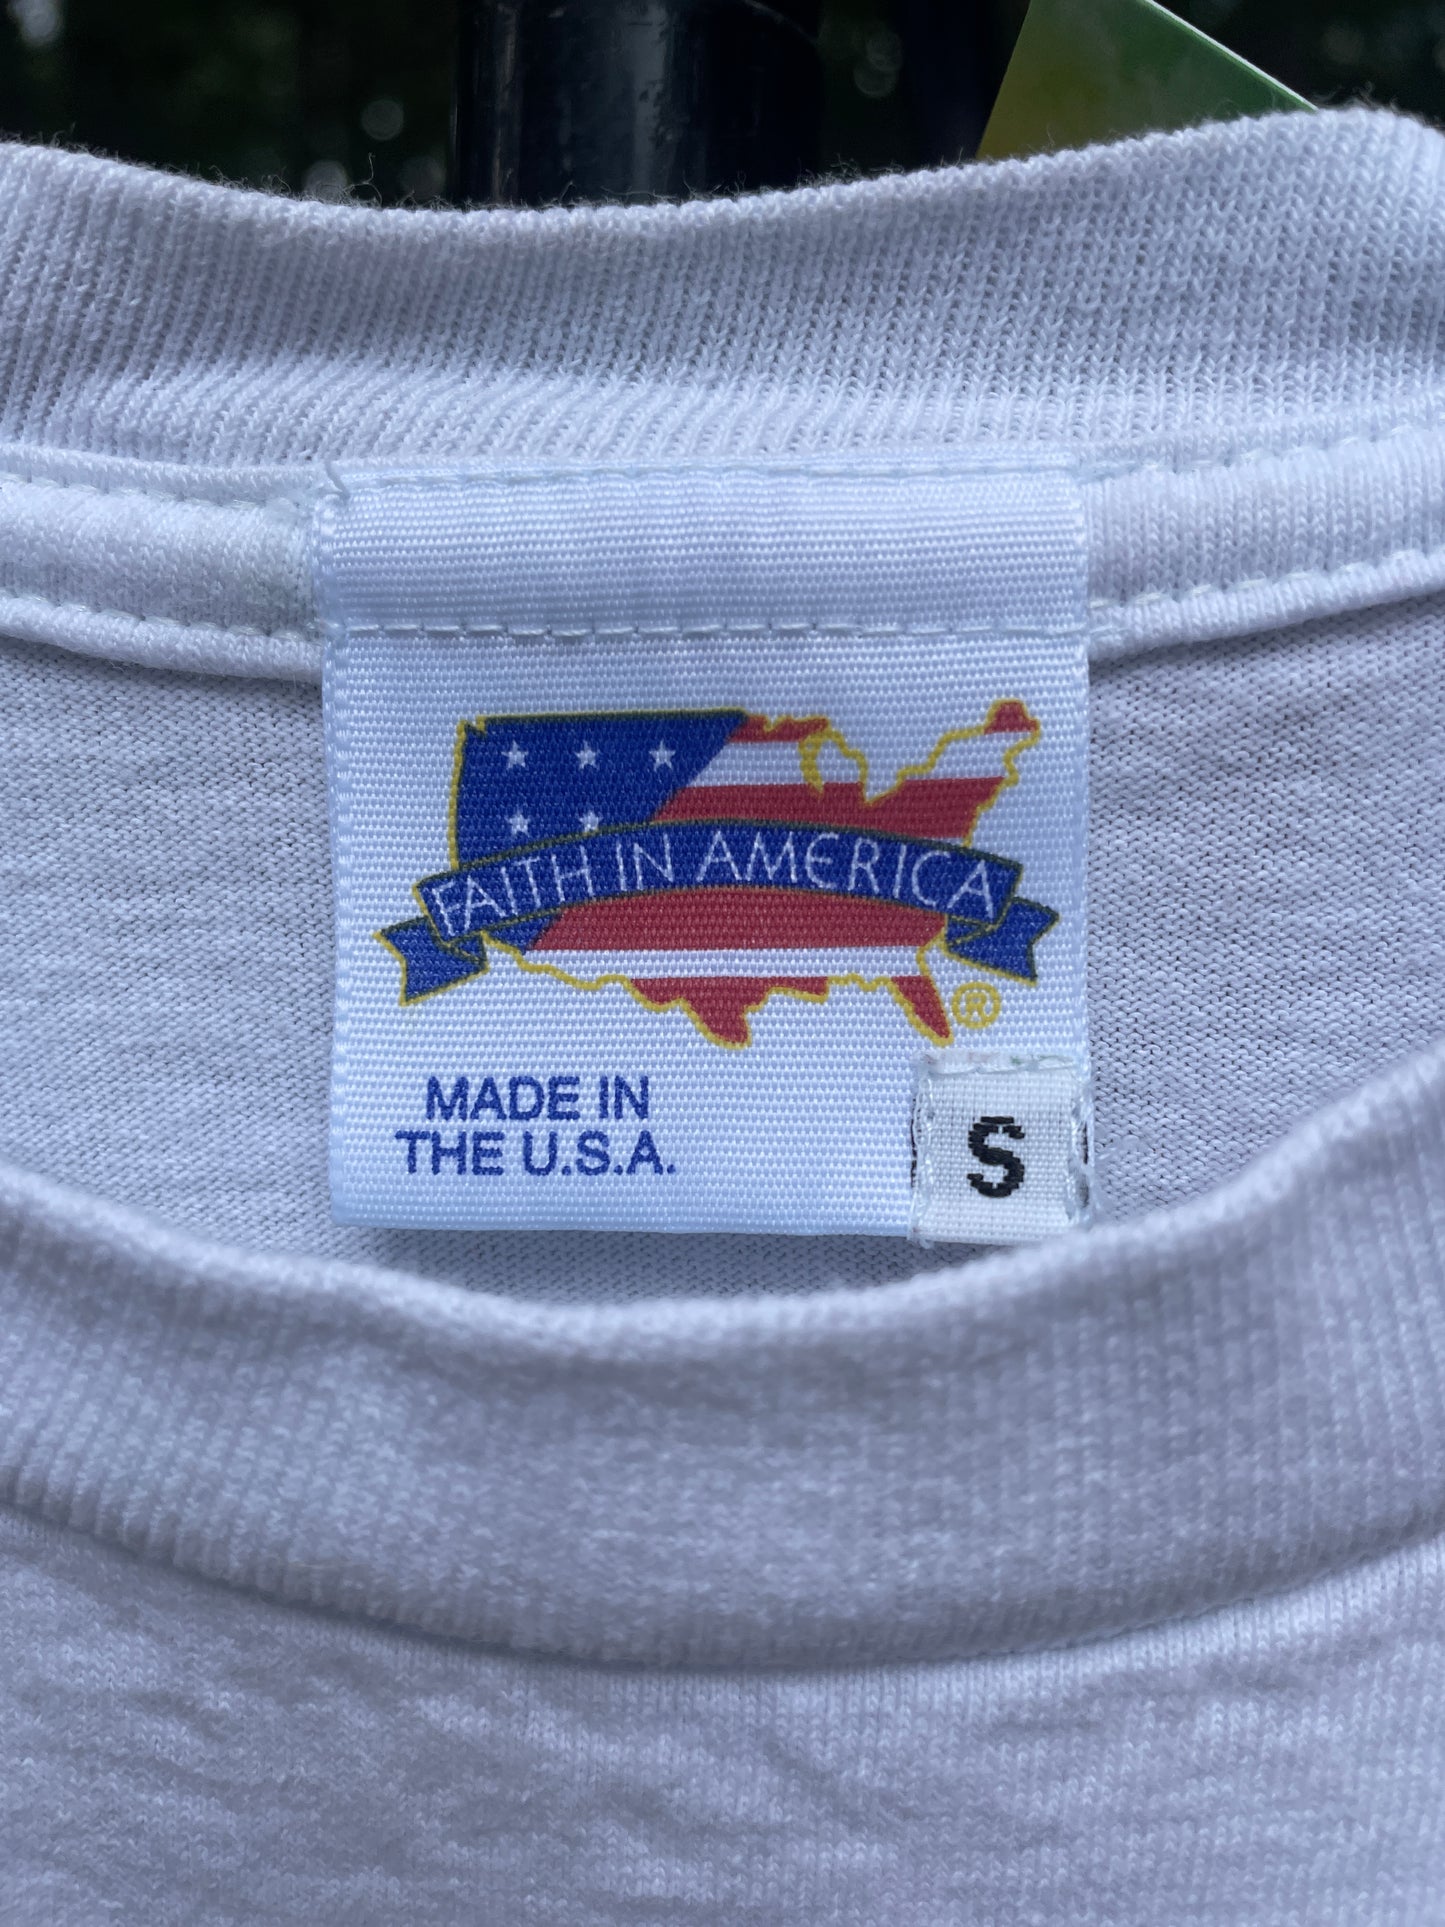 FAITH IN AMERICA
®
MADE IN
THE U.S.A.
S